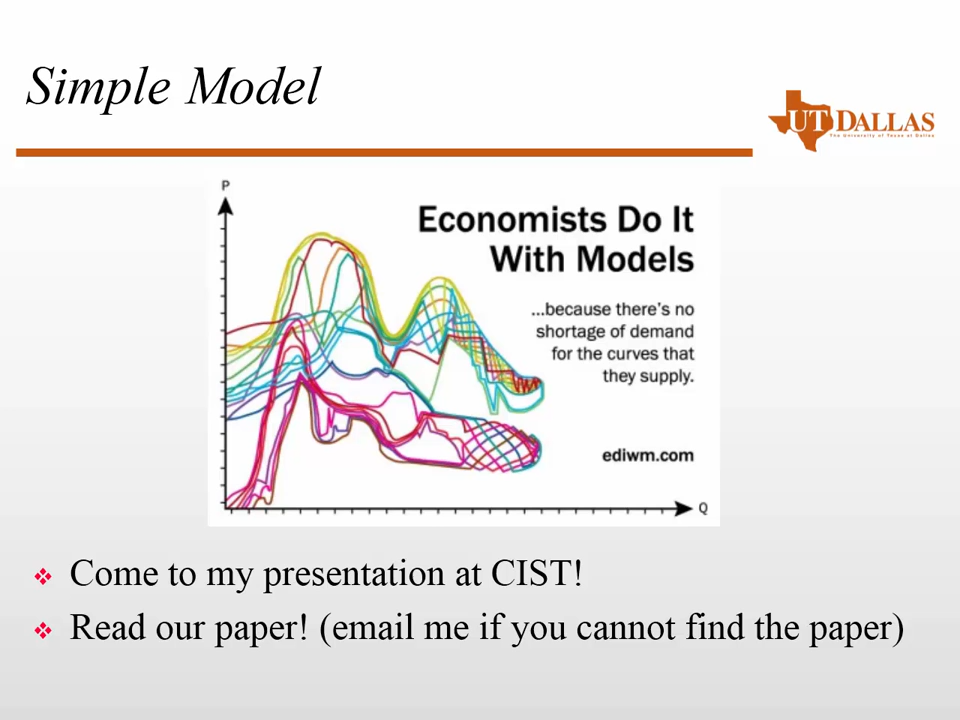 Simple Model
UT DALLAS
The University of Texas at Dallas
P
Economists Do It
With Models
...because there's no
shortage of demand
for the curves that
they supply.
ediwm.com
Q
Come to my presentation at CIST!
Read our paper! (email me if you cannot find the paper)